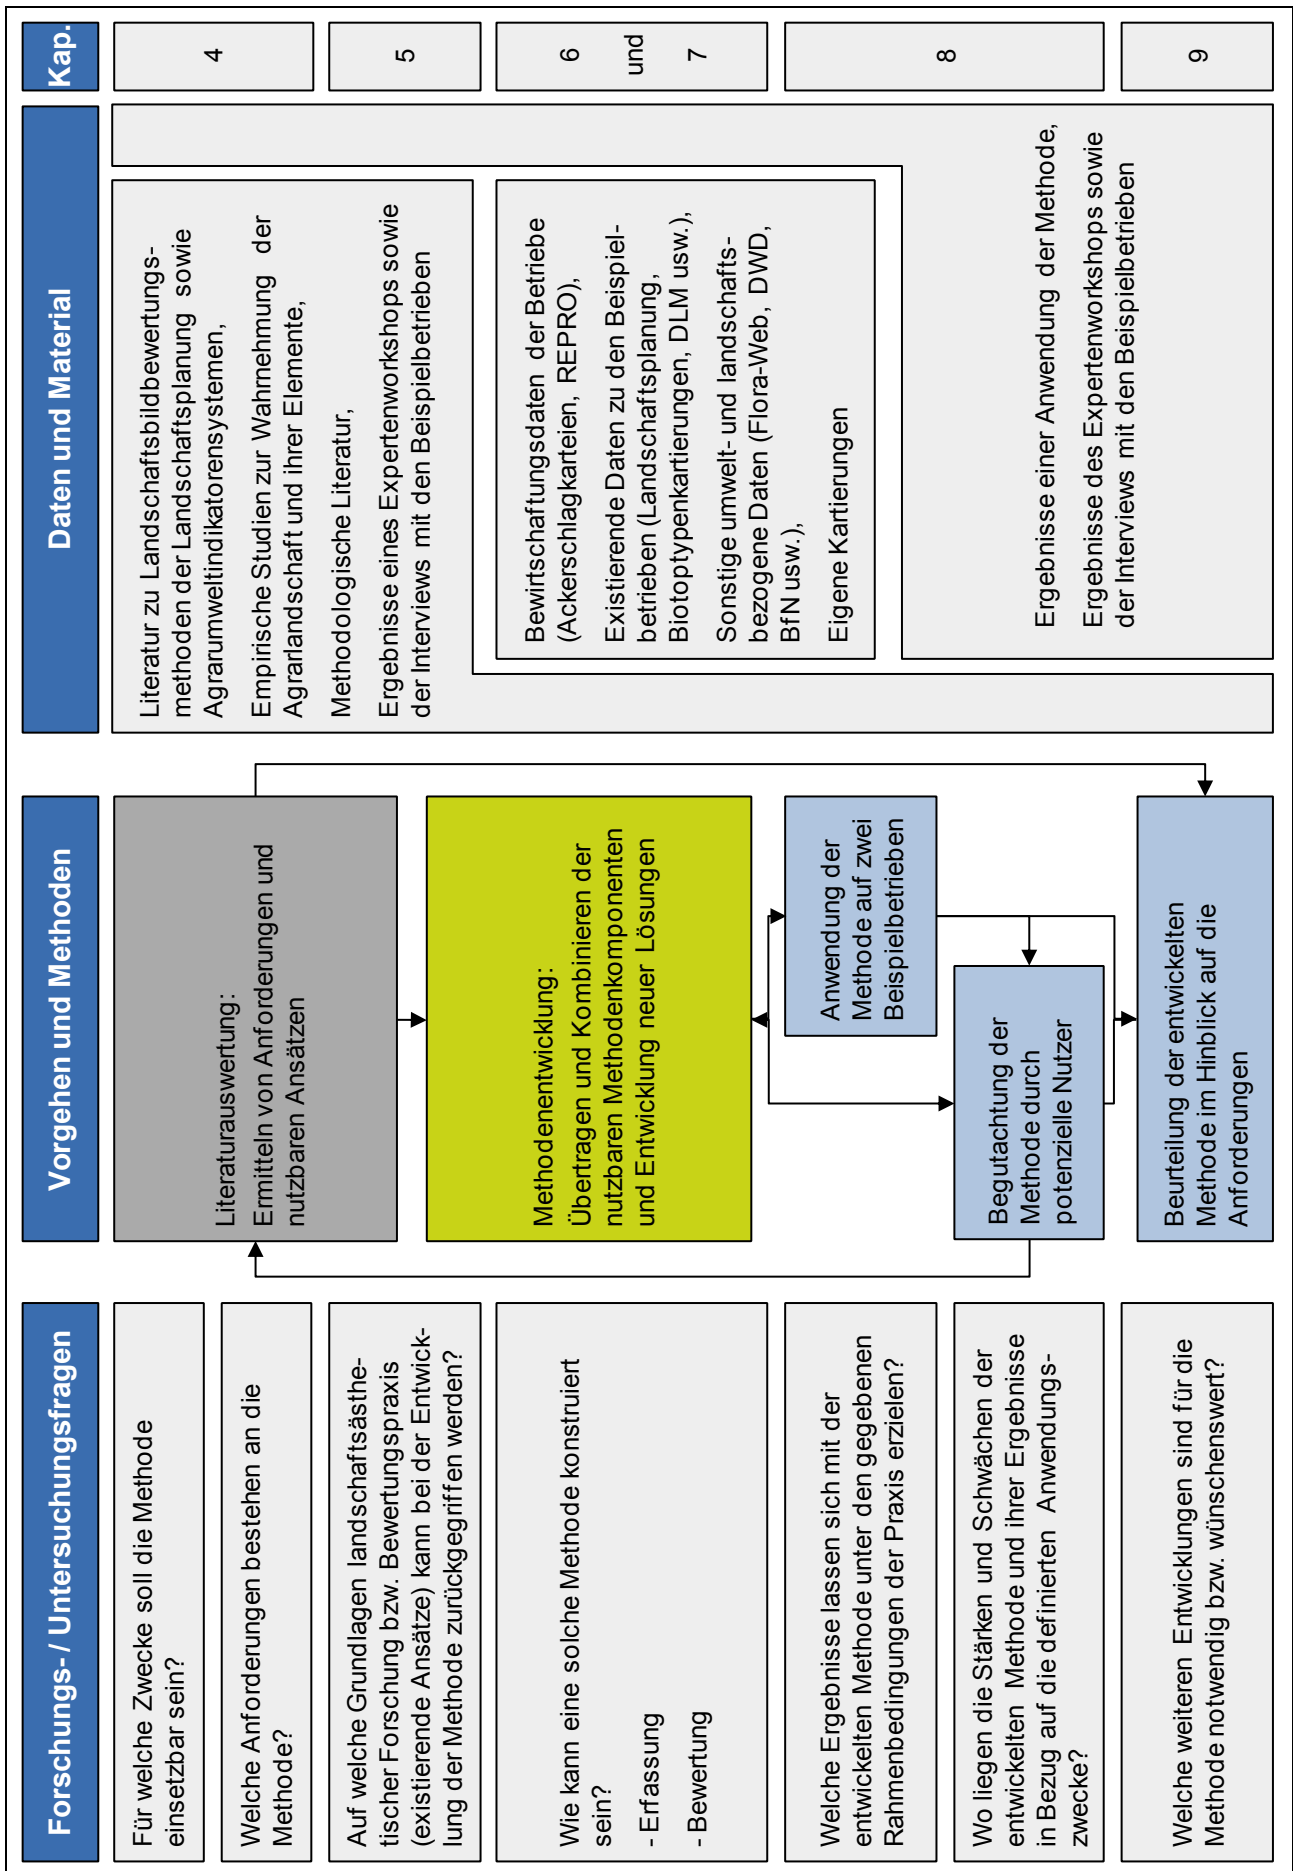 Forschungs- / Untersuchungsfragen
Für welche Zwecke soll die Methode
einsetzbar sein?
Welche Anforderungen bestehen an die
Methode?
Auf welche Grundlagen landschaftsästhe-
tischer Forschung bzw. Bewertungspraxis
(existierende Ansätze) kann bei der Entwick-
lung der Methode zurückgegriffen werden?
Wie kann eine solche Methode konstruiert
sein?
- Erfassung
- Bewertung
Welche Ergebnisse lassen sich mit der
entwickelten Methode unter den gegebenen
Rahmenbedingungen der Praxis erzielen?
Wo liegen die Stärken und Schwächen der
entwickelten Methode und ihrer Ergebnisse
in Bezug auf die definierten Anwendungs-
zwecke?
Welche weiteren Entwicklungen sind für die
Methode notwendig bzw. wünschenswert?
Vorgehen und Methoden
Literaturauswertung:
Ermitteln von Anforderungen und
nutzbaren Ansätzen
Methodenentwicklung:
Übertragen und Kombinieren der
nutzbaren Methodenkomponenten
und Entwicklung neuer Lösungen
Anwendung der
Methode auf zwei
Beispielbetrieben
Begutachtung der
Methode durch
potenzielle Nutzer
Beurteilung der entwickelten
Methode im Hinblick auf die
Anforderungen
Daten und Material
Literatur zu Landschaftsbildbewertungs-
methoden der Landschaftsplanung sowie
Agrarumweltindikatorensystemen,
Empirische Studien zur Wahrnehmung der
Agrarlandschaft und ihrer Elemente,
Methodologische Literatur,
Ergebnisse eines Expertenworkshops sowie
der Interviews mit den Beispielbetrieben
Bewirtschaftungsdaten der Betriebe
(Ackerschlagkarteien, REPRO),
Existierende Daten zu den Beispiel-
betrieben (Landschaftsplanung,
Biotoptypenkartierungen, DLM usw.),
Sonstige umwelt- und landschafts-
bezogene Daten (Flora-Web, DWD,
BfN usw.),
Eigene Kartierungen
Ergebnisse einer Anwendung der Methode,
Ergebnisse des Expertenworkshops sowie
der Interviews mit den Beispielbetrieben
Kap.
4
5
6
und
7
8
9